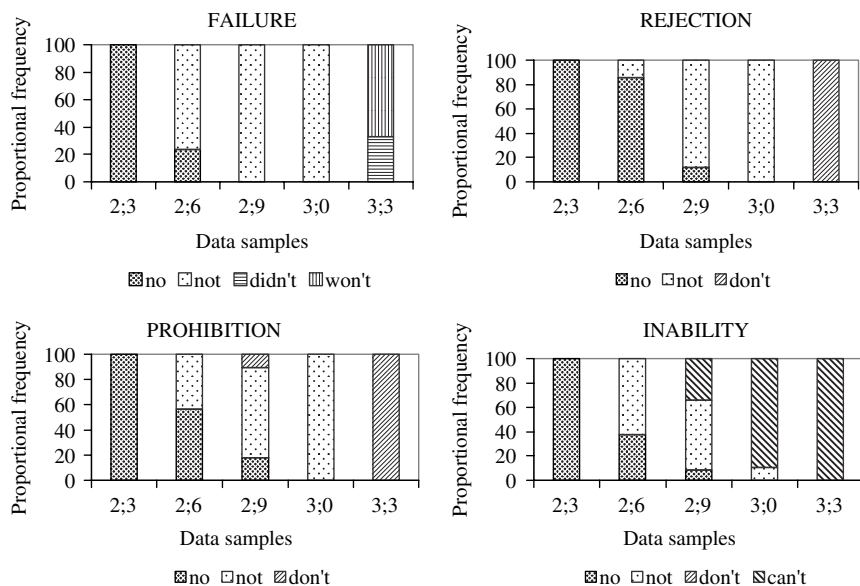 FAILURE
Proportional frequency
100
80
60
40
20
0
2;3 2;6 2;9 3;0 3;3
Data samples
no not didn't won't
REJECTION
Proportional frequency
100
80
60
40
20
0
2;3 2;6 2;9 3;0 3;3
Data samples
no not don't
PROHIBITION
Proportional frequency
100
80
60
40
20
0
2;3 2;6 2;9 3;0 3;3
Data samples
no not don't
INABILITY
Proportional frequency
100
80
60
40
20
0
2;3 2;6 2;9 3;0 3;3
Data samples
no not don't can't